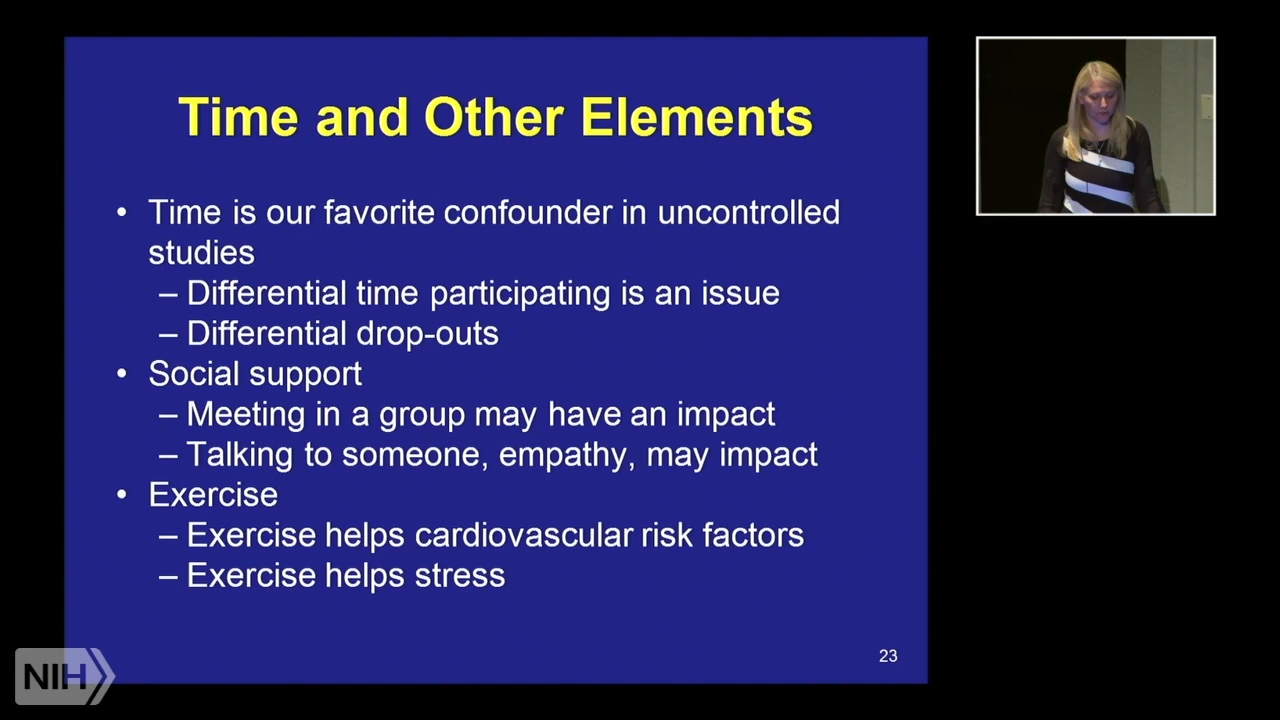 Time and Other Elements
• Time is our favorite confounder in uncontrolled
studies
– Differential time participating is an issue
– Differential drop-outs
• Social support
– Meeting in a group may have an impact
– Talking to someone, empathy, may impact
• Exercise
– Exercise helps cardiovascular risk factors
– Exercise helps stress
23
NIH